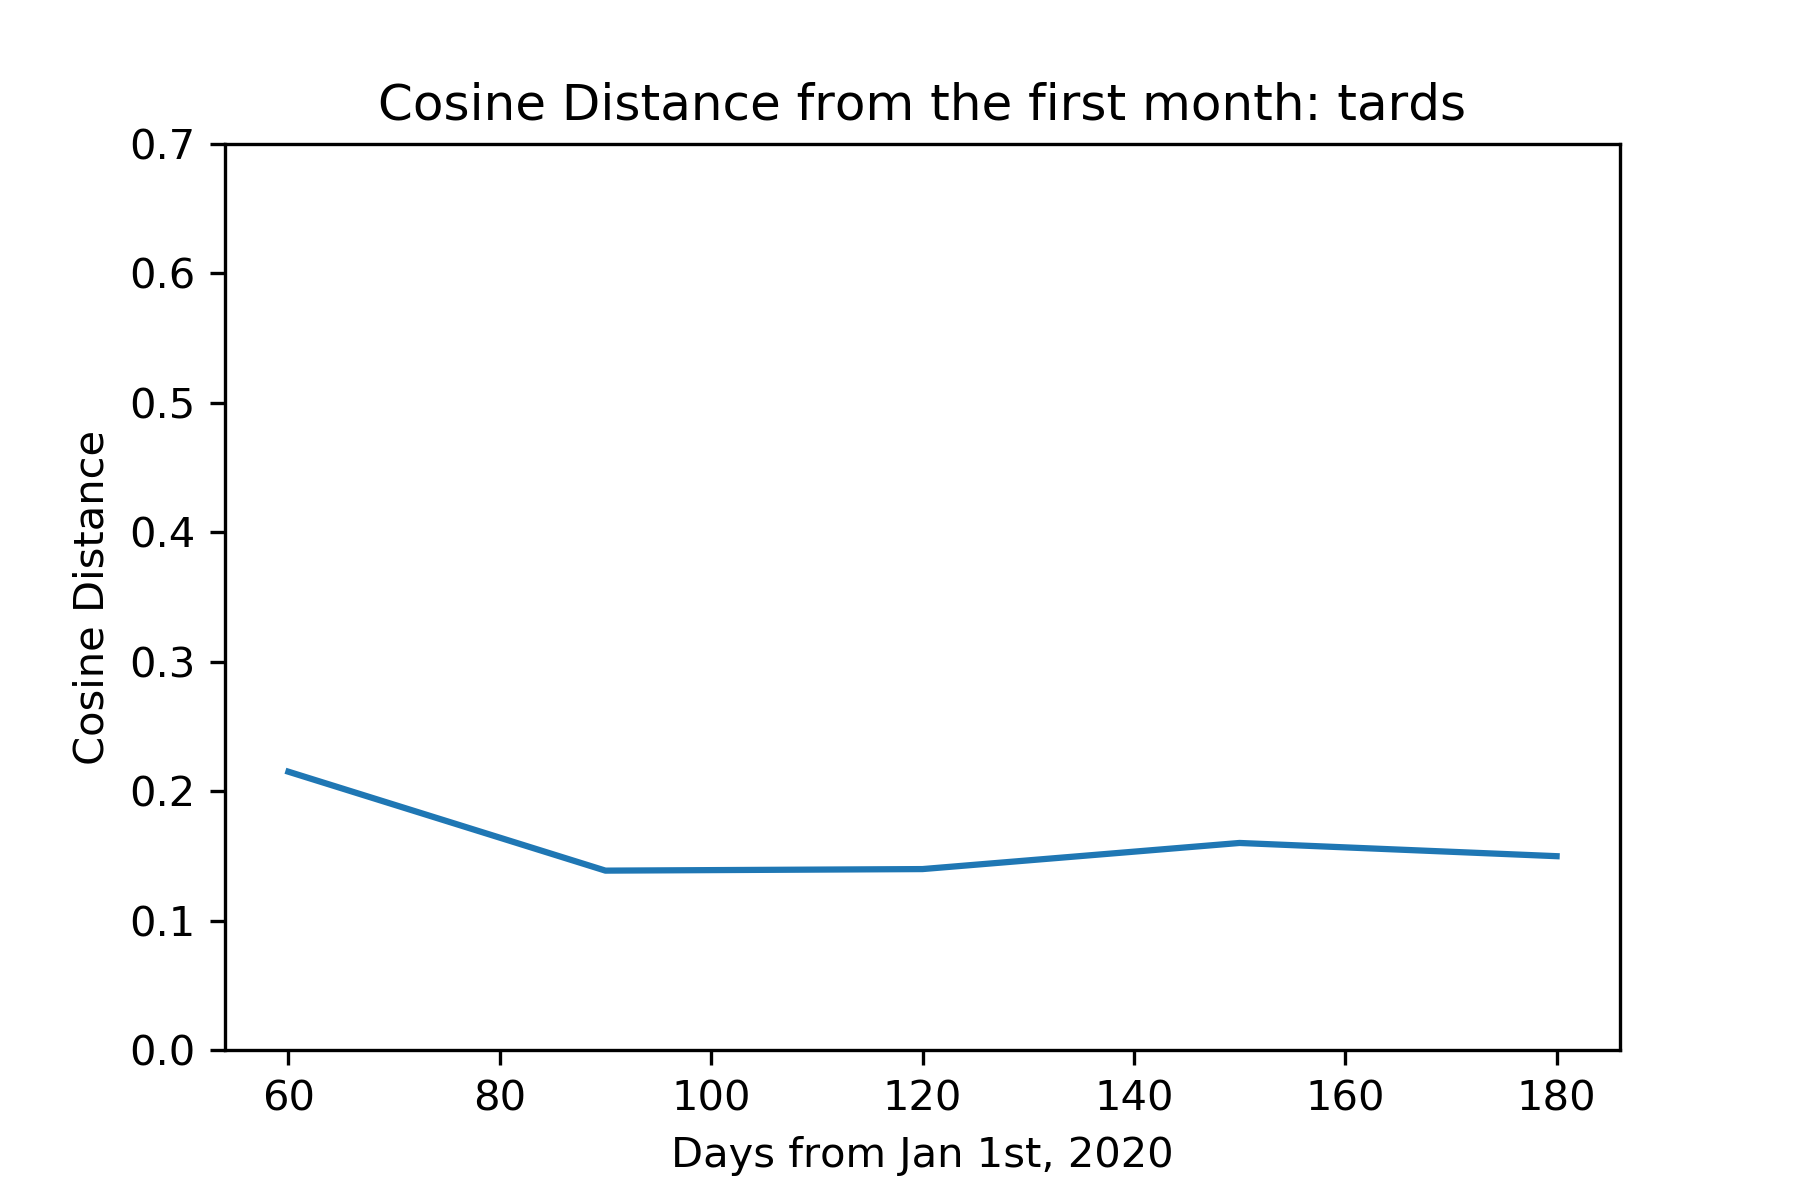 Cosine Distance from the first month: tards
0.7
0.6
0.5
0.4
0.3
0.2
0.1
0.0
Cosine Distance
60 80 100 120 140 160 180
Days from Jan 1st, 2020